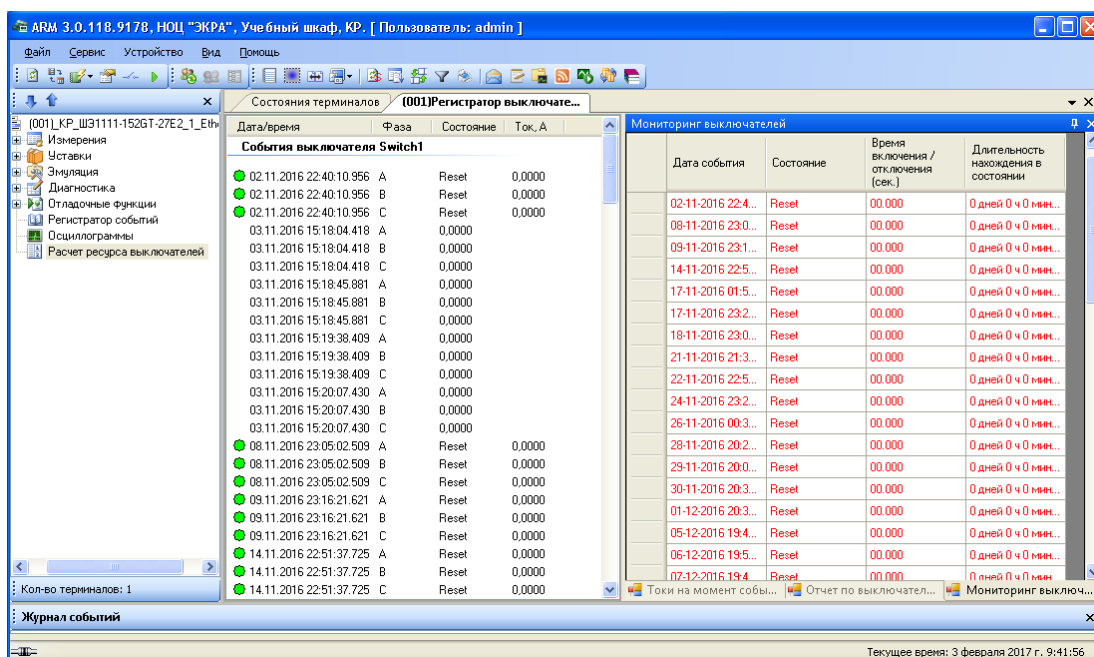 ARM 3.0.118.9178, НОЦ "ЭКРА", Учебный шкаф, КР. [ Пользователь: admin ]
Файл Сервис Устройство Вид Помощь
Состояния терминалов (001)Регистратор выключате...
(001)_КР_ШЭ1111-152GT-27E2_1_Eth
Измерения
Уставки
Эмуляция
Диагностика
Отладочные функции
Регистратор событий
Осциллограммы
Расчет ресурса выключателей
Кол-во терминалов: 1
Дата/время Фаза Состояние Ток, А
События выключателя Switch1
02.11.2016 22:40:10.956 A Reset 0,0000
02.11.2016 22:40:10.956 B Reset 0,0000
02.11.2016 22:40:10.956 C Reset 0,0000
03.11.2016 15:18:04.418 A 0,0000
03.11.2016 15:18:04.418 B 0,0000
03.11.2016 15:18:04.418 C 0,0000
03.11.2016 15:18:45.881 A 0,0000
03.11.2016 15:18:45.881 B 0,0000
03.11.2016 15:18:45.881 C 0,0000
03.11.2016 15:19:38.409 A 0,0000
03.11.2016 15:19:38.409 B 0,0000
03.11.2016 15:19:38.409 C 0,0000
03.11.2016 15:20:07.430 A 0,0000
03.11.2016 15:20:07.430 B 0,0000
03.11.2016 15:20:07.430 C 0,0000
08.11.2016 23:05:02.509 A Reset 0,0000
08.11.2016 23:05:02.509 B Reset 0,0000
08.11.2016 23:05:02.509 C Reset 0,0000
09.11.2016 23:16:21.621 A Reset 0,0000
09.11.2016 23:16:21.621 B Reset 0,0000
09.11.2016 23:16:21.621 C Reset 0,0000
14.11.2016 22:51:37.725 A Reset 0,0000
14.11.2016 22:51:37.725 B Reset 0,0000
14.11.2016 22:51:37.725 C Reset 0,0000
Мониторинг выключателей
Дата события Состояние Время включения / отключения (сек.) Длительность нахождения в состоянии
02-11-2016 22:4... Reset 00.000 0 дней 0 ч 0 мин...
08-11-2016 23:0... Reset 00.000 0 дней 0 ч 0 мин...
09-11-2016 23:1... Reset 00.000 0 дней 0 ч 0 мин...
14-11-2016 22:5... Reset 00.000 0 дней 0 ч 0 мин...
17-11-2016 01:5... Reset 00.000 0 дней 0 ч 0 мин...
17-11-2016 23:2... Reset 00.000 0 дней 0 ч 0 мин...
18-11-2016 23:0... Reset 00.000 0 дней 0 ч 0 мин...
21-11-2016 21:3... Reset 00.000 0 дней 0 ч 0 мин...
22-11-2016 22:5... Reset 00.000 0 дней 0 ч 0 мин...
24-11-2016 23:2... Reset 00.000 0 дней 0 ч 0 мин...
26-11-2016 00:3... Reset 00.000 0 дней 0 ч 0 мин...
28-11-2016 20:2... Reset 00.000 0 дней 0 ч 0 мин...
29-11-2016 20:0... Reset 00.000 0 дней 0 ч 0 мин...
30-11-2016 20:3... Reset 00.000 0 дней 0 ч 0 мин...
01-12-2016 20:3... Reset 00.000 0 дней 0 ч 0 мин...
05-12-2016 19:4... Reset 00.000 0 дней 0 ч 0 мин...
06-12-2016 19:5... Reset 00.000 0 дней 0 ч 0 мин...
07-12-2016 19:4... Reset 00.000 0 дней 0 ч 0 мин...
Токи на момент собы... Отчет по выключател... Мониторинг выключ...
Журнал событий
Текущее время: 3 февраля 2017 г. 9:41:56